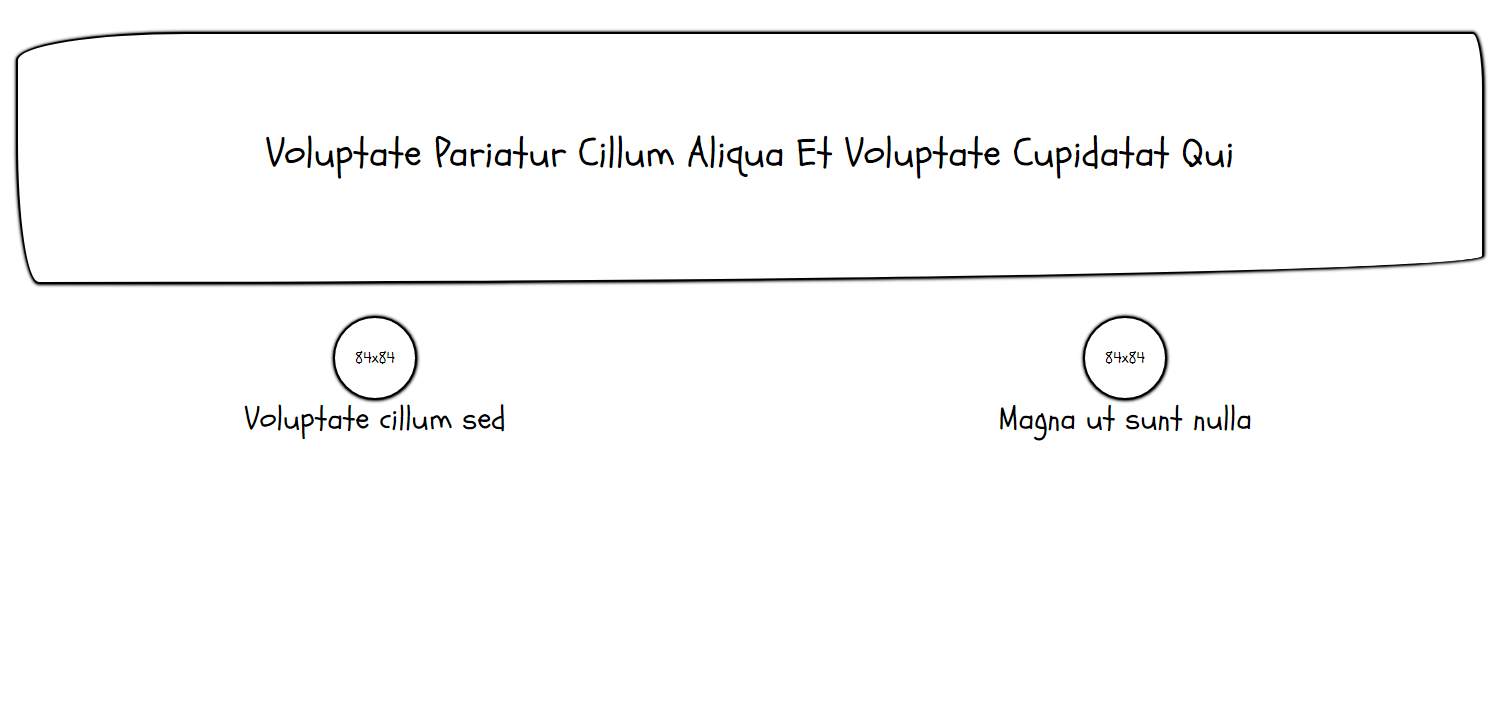 Voluptate Pariatur Cillum Aliqua Et Voluptate Cupidatat Qui
84x84
84x84
Voluptate cillum sed
Magna ut sunt nulla